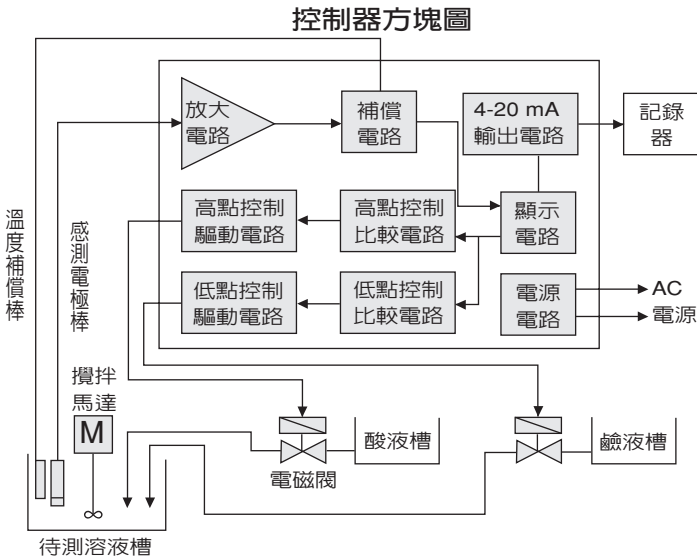 控制器方塊圖
放大
電路
補償
電路
4-20 mA
輸出電路
記錄
器
高點控制
驅動電路
高點控制
比較電路
顯示
電路
低點控制
驅動電路
低點控制
比較電路
電源
電路
AC
電源
溫度補償棒
感測電極棒
攪拌
馬達
M
酸液槽
鹼液槽
電磁閥
待測溶液槽